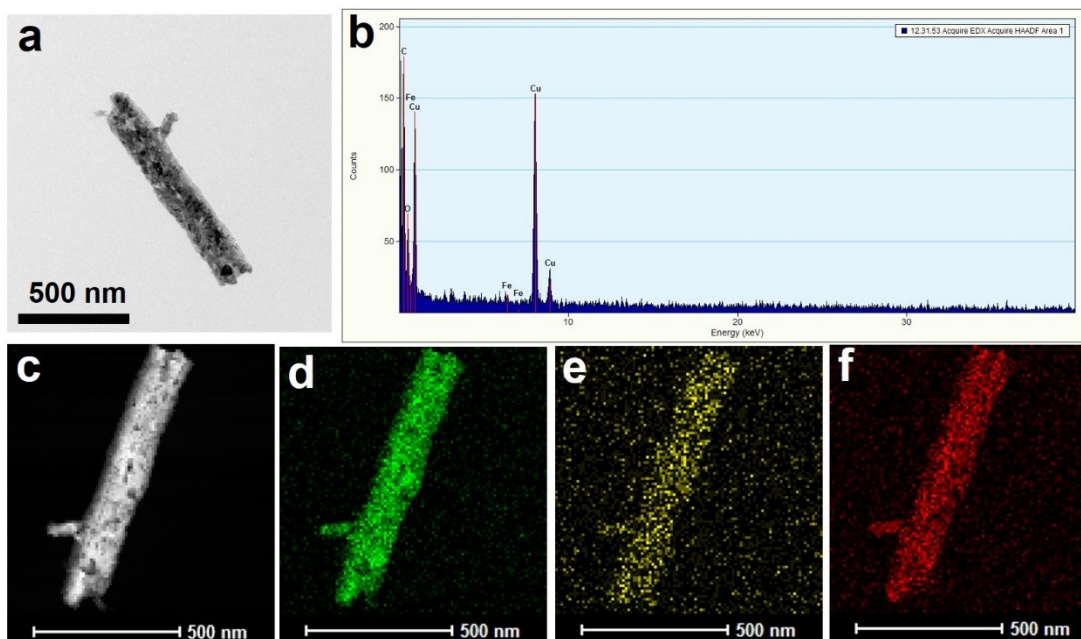 a
500 nm
b
12.31.53 Acquire EDX Acquire HAADF Area 1
200
150
100
50
Counts
C
Fe
Cu
O
Fe
Fe
Cu
Cu
10
20
30
Energy (keV)
c
500 nm
d
500 nm
e
500 nm
f
500 nm